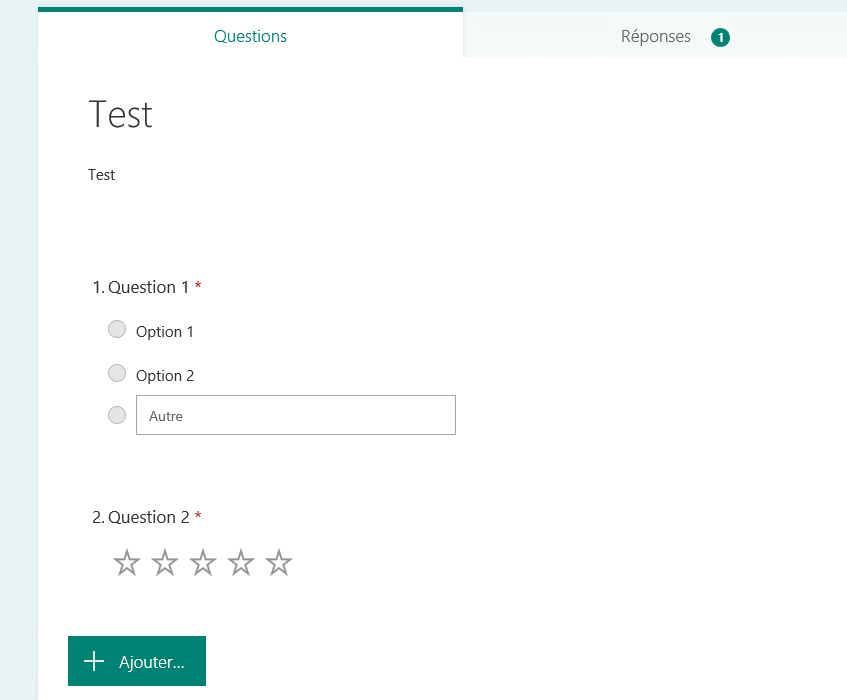 Questions
Réponses 1
Test
Test
1. Question 1 *
Option 1
Option 2
Autre
2. Question 2 *
Ajouter...